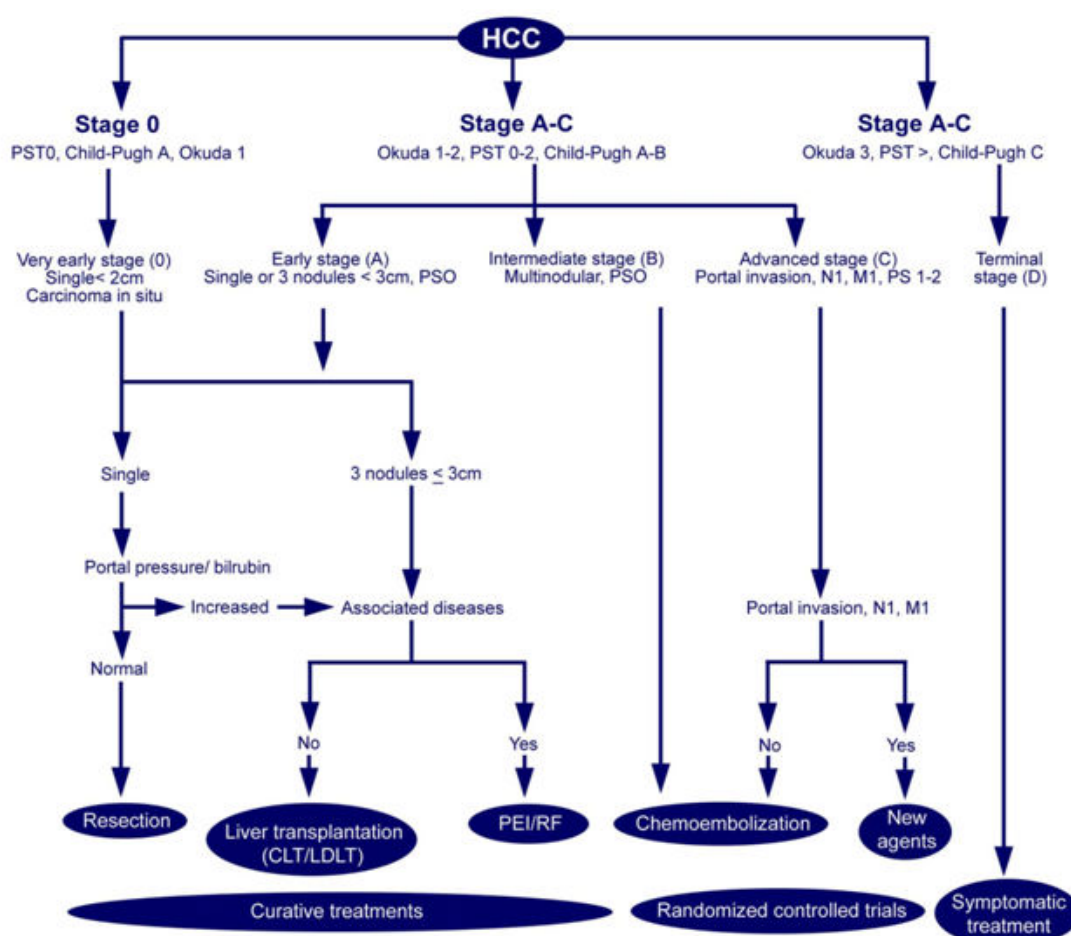 HCC
Stage 0
PST0, Child-Pugh A, Okuda 1
Stage A-C
Okuda 1-2, PST 0-2, Child-Pugh A-B
Stage A-C
Okuda 3, PST >, Child-Pugh C
Very early stage (0)
Single< 2cm
Carcinoma in situ
Early stage (A)
Single or 3 nodules < 3cm, PSO
Intermediate stage (B)
Multinodular, PSO
Advanced stage (C)
Portal invasion, N1, M1, PS 1-2
Terminal
stage (D)
Single
3 nodules ≤ 3cm
Portal pressure/ bilrubin
Increased
Associated diseases
Portal invasion, N1, M1
Normal
No
Yes
No
Yes
Resection
Liver transplantation
(CLT/LDLT)
PEI/RF
Chemoembolization
New
agents
Curative treatments
Randomized controlled trials
Symptomatic
treatment